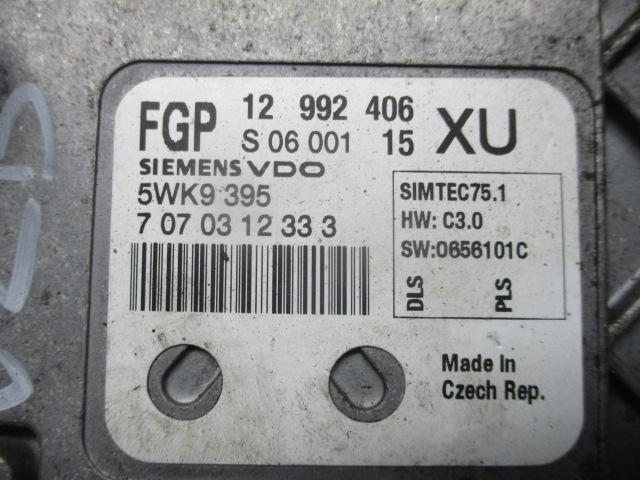 FGP 12 992 406 XU
S 06 001 15
SIEMENS VDO
5WK9 395
7 07 03 12 33 3
SIMTEC75.1
HW: C3.0
SW:0656101C
DLS PLS
Made In
Czech Rep.